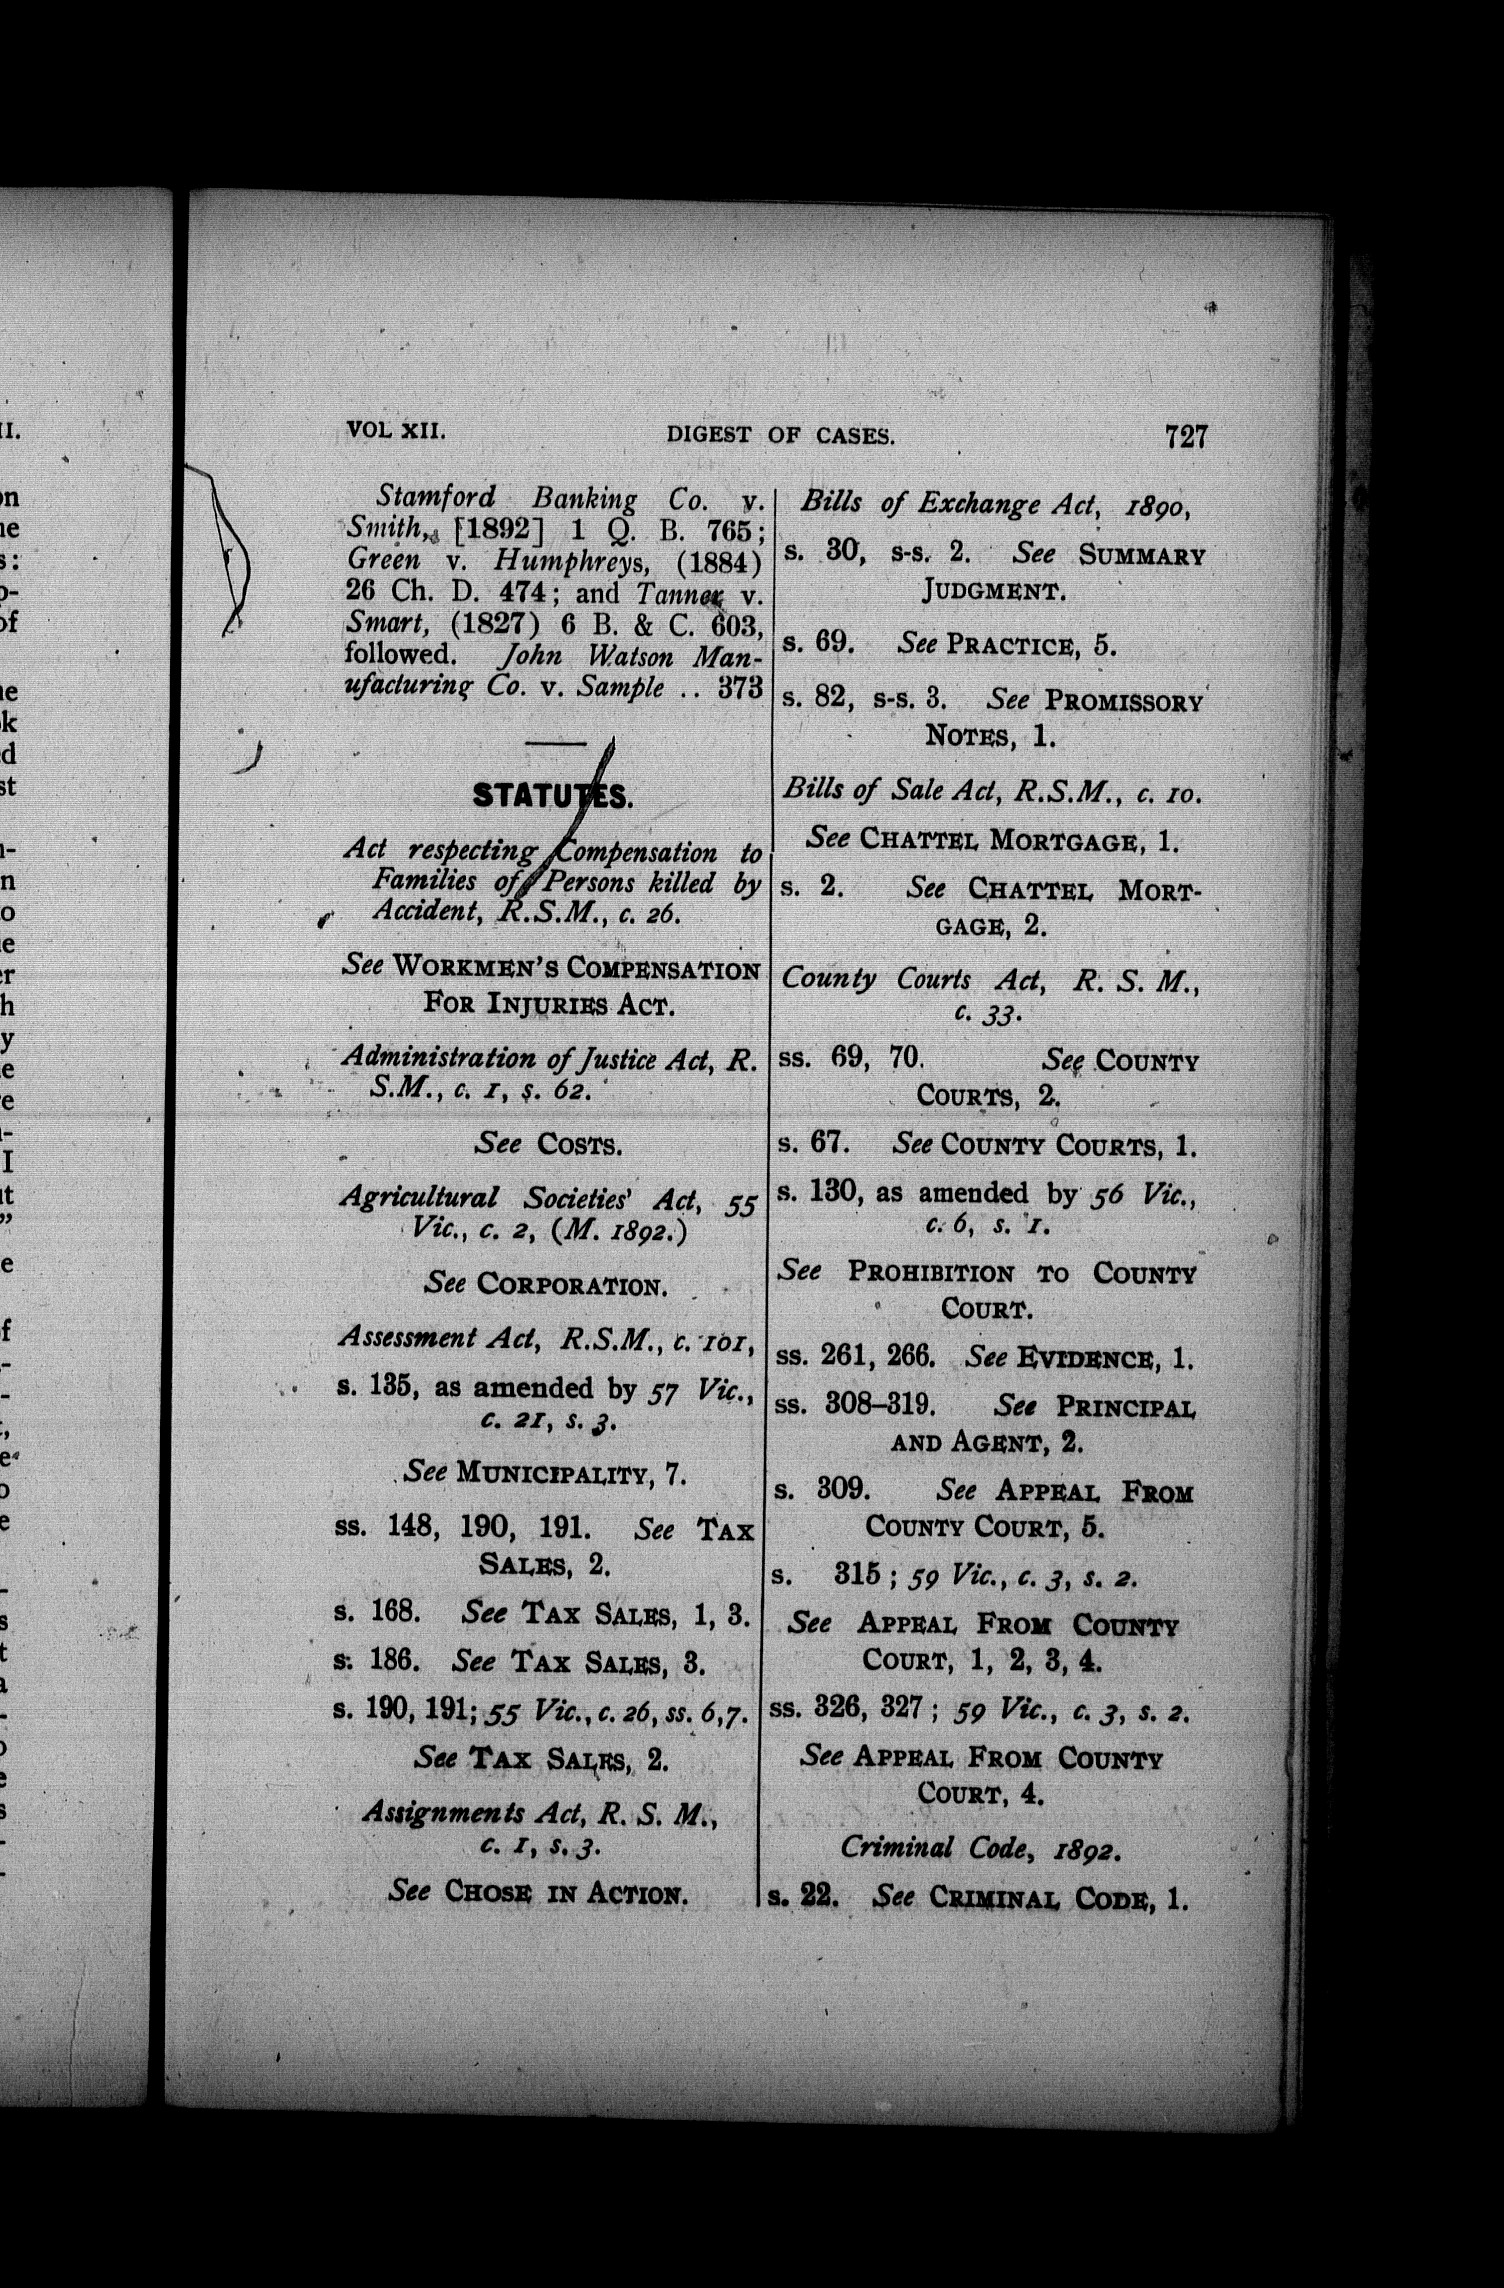 VOL XII. DIGEST OF CASES. 727
Stamford Banking Co. v.
Smith, [1892] 1 Q. B. 765;
Green v. Humphreys, (1884)
26 Ch. D. 474; and Tanner v.
Smart, (1827) 6 B. & C. 603,
followed. John Watson Man-
ufacturing Co. v. Sample .. 373
STATUTES.
Act respecting Compensation to
Families of Persons killed by
Accident, R.S.M., c. 26.
See WORKMEN'S COMPENSATION
FOR INJURIES ACT.
Administration of Justice Act, R.
S.M., c. 1, s. 62.
See COSTS.
Agricultural Societies' Act, 55
Vic., c. 2, (M. 1892.)
See CORPORATION.
Assessment Act, R.S.M., c. 101,
s. 135, as amended by 57 Vic.,
c. 21, s. 3.
See MUNICIPALITY, 7.
ss. 148, 190, 191. See TAX
SALES, 2.
s. 168. See TAX SALES, 1, 3.
s. 186. See TAX SALES, 3.
s. 190, 191; 55 Vic., c. 26, ss. 6,7.
See TAX SALES, 2.
Assignments Act, R. S. M.,
c. 1, s. 3.
See CHOSE IN ACTION.
Bills of Exchange Act, 1890,
s. 30, s-s. 2. See SUMMARY
JUDGMENT.
s. 69. See PRACTICE, 5.
s. 82, s-s. 3. See PROMISSORY
NOTES, 1.
Bills of Sale Act, R.S.M., c. 10.
See CHATTEL MORTGAGE, 1.
s. 2. See CHATTEL MORT-
GAGE, 2.
County Courts Act, R. S. M.,
c. 33.
ss. 69, 70. See COUNTY
COURTS, 2.
s. 67. See COUNTY COURTS, 1.
s. 130, as amended by 56 Vic.,
c. 6, s. 1.
See PROHIBITION TO COUNTY
COURT.
ss. 261, 266. See EVIDENCE, 1.
ss. 308–319. See PRINCIPAL
AND AGENT, 2.
s. 309. See APPEAL FROM
COUNTY COURT, 5.
s. 315; 59 Vic., c. 3, s. 2.
See APPEAL FROM COUNTY
COURT, 1, 2, 3, 4.
ss. 326, 327; 59 Vic., c. 3, s. 2.
See APPEAL FROM COUNTY
COURT, 4.
Criminal Code, 1892.
s. 22. See CRIMINAL CODE, 1.